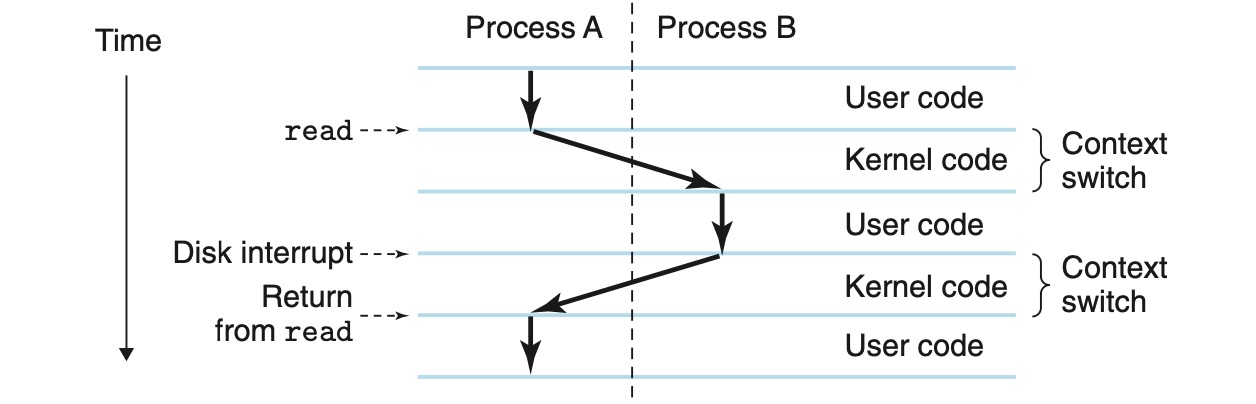 Process A
Process B
Time
User code
read
Kernel code
Context
switch
User code
Disk interrupt
Kernel code
Context
switch
Return
from read
User code